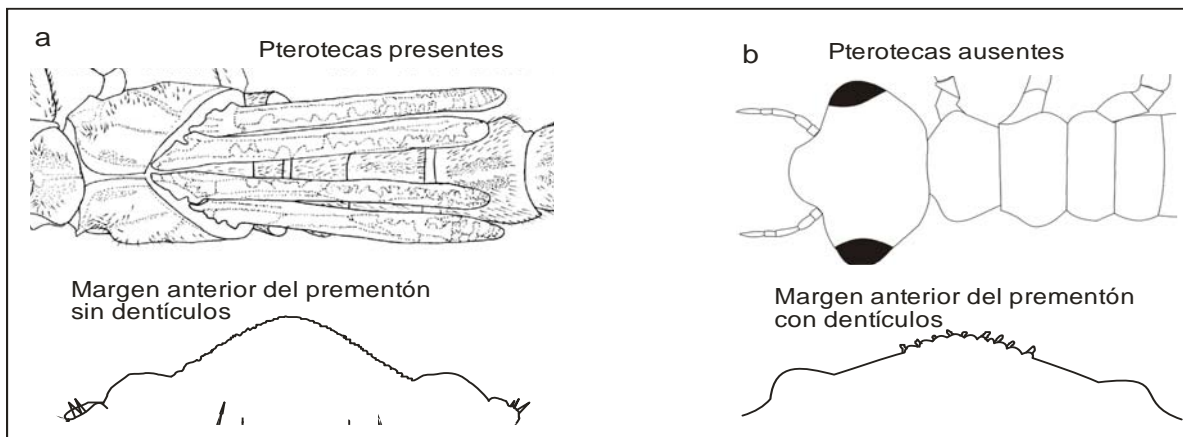 a
Pterotecas presentes
Margen anterior del prementón
sin dentículos
b
Pterotecas ausentes
Margen anterior del prementón
con dentículos